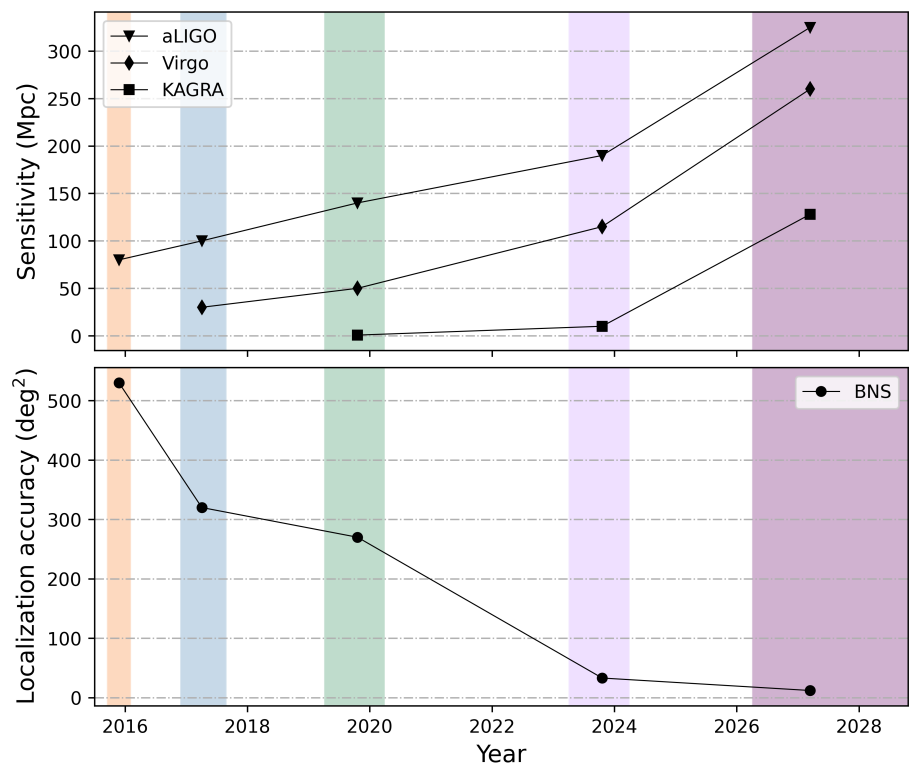 aLIGO
Virgo
KAGRA
Sensitivity (Mpc)
300
250
200
150
100
50
0
BNS
Localization accuracy (deg²)
500
400
300
200
100
0
2016 2018 2020 2022 2024 2026 2028
Year